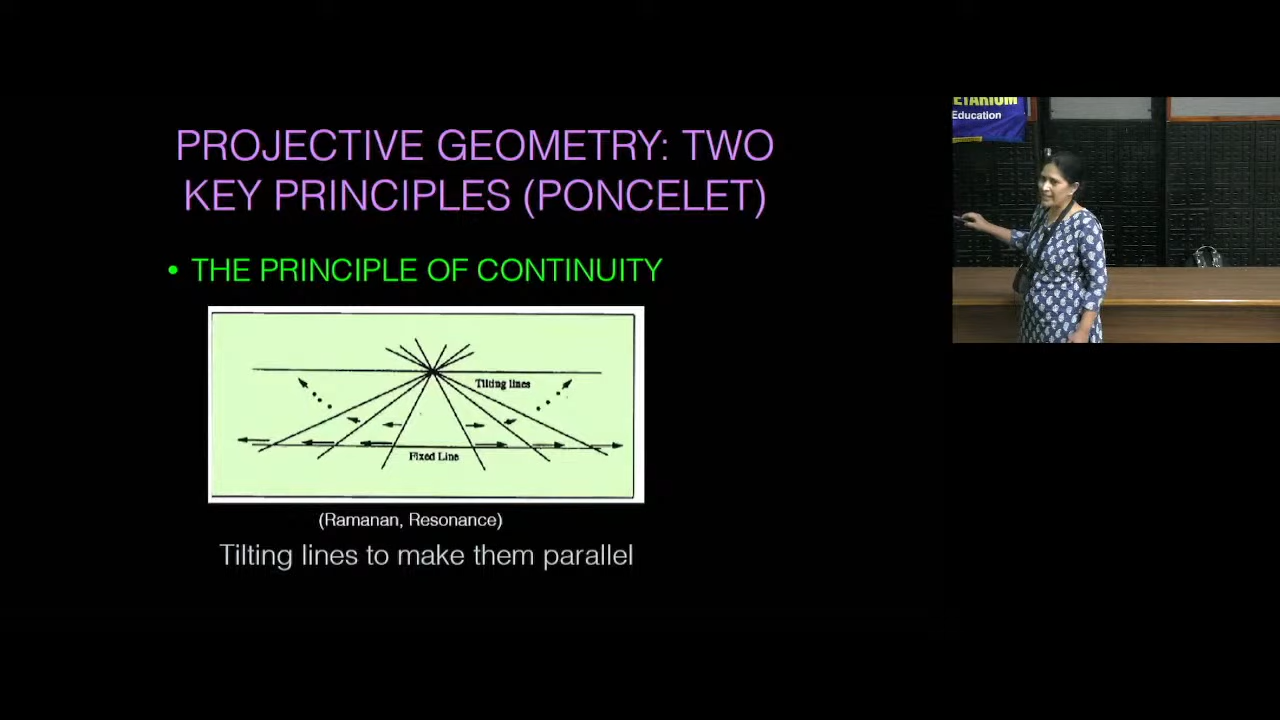 PROJECTIVE GEOMETRY: TWO
KEY PRINCIPLES (PONCELET)
• THE PRINCIPLE OF CONTINUITY
Tilting lines
Fixed Line
(Ramanan, Resonance)
Tilting lines to make them parallel
ETARIUM
Education